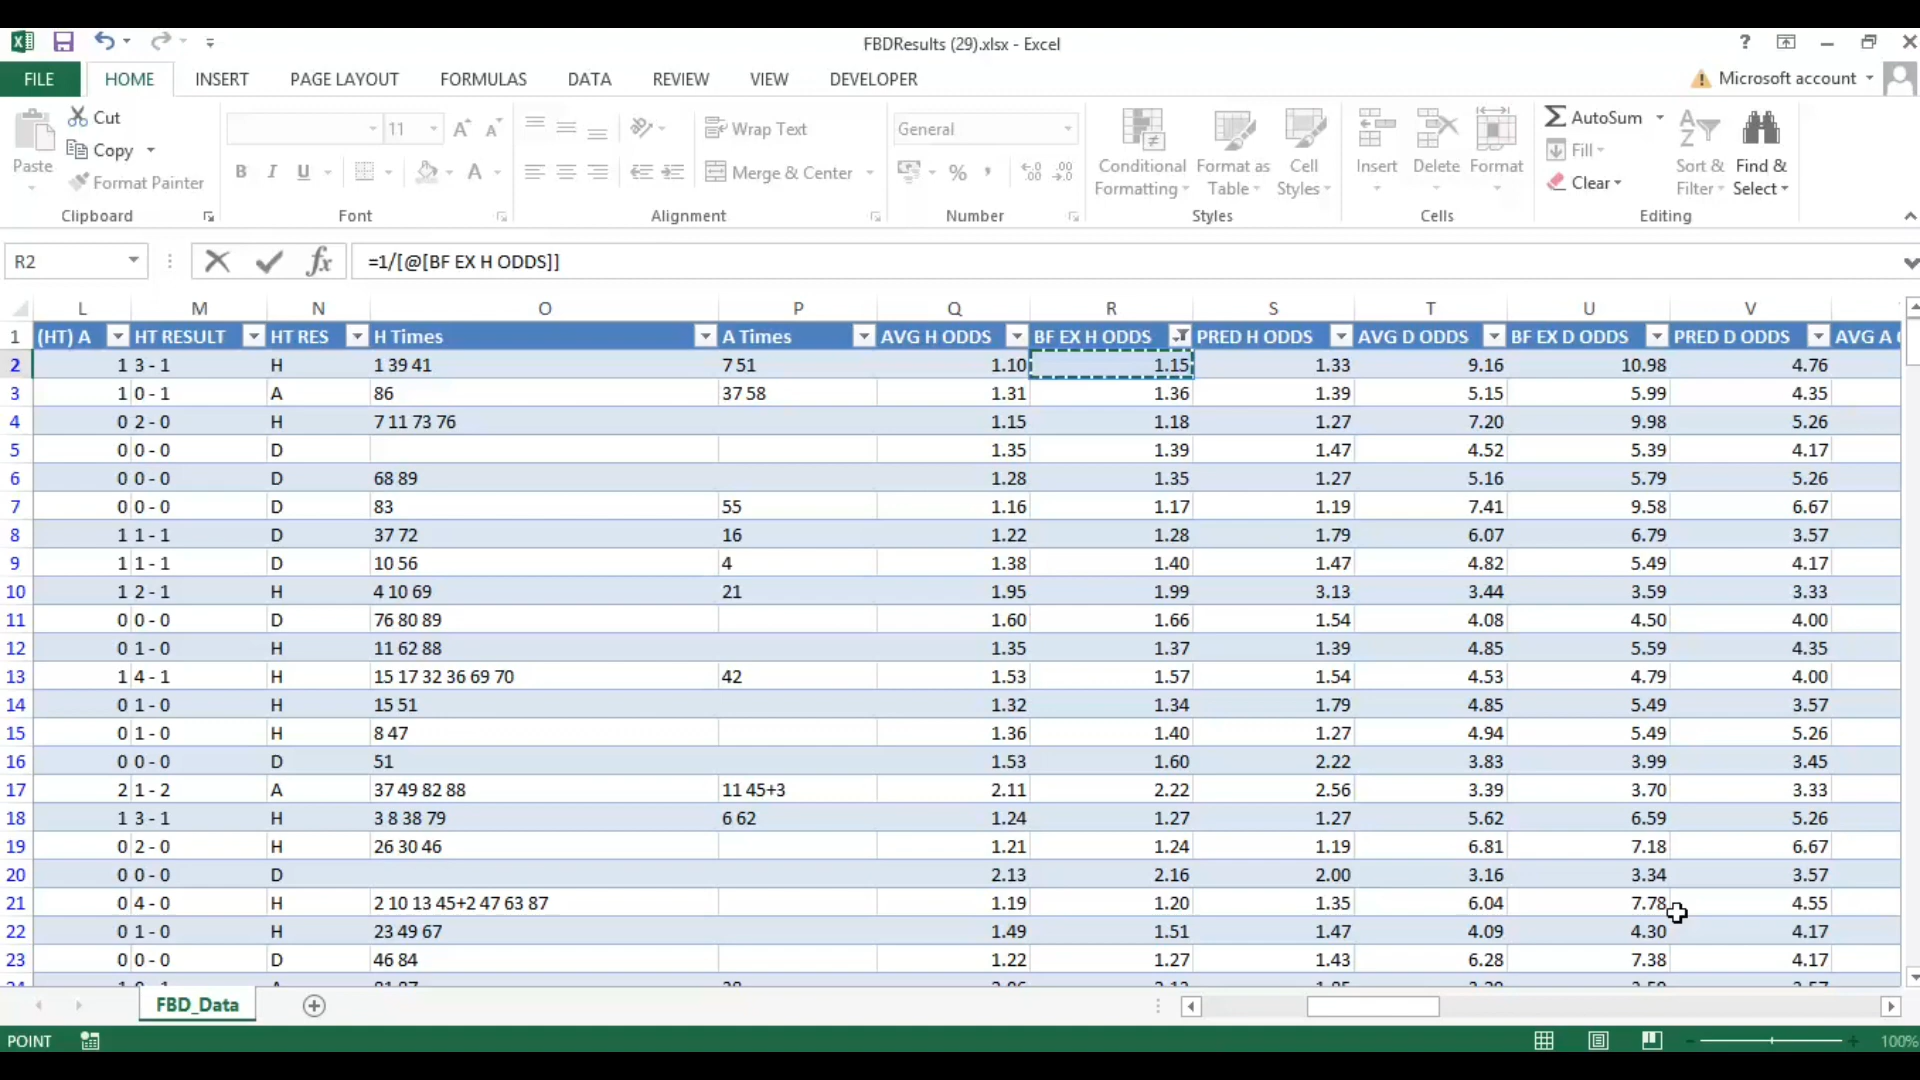 FBDResults (29).xlsx - Excel
FILE HOME INSERT PAGE LAYOUT FORMULAS DATA REVIEW VIEW DEVELOPER Microsoft account
Paste Cut Copy Format Painter
11 Wrap Text Merge & Center
General
Conditional Formatting Format as Table Cell Styles
Insert Delete Format
AutoSum Fill Clear
Sort & Filter Find & Select
Clipboard Font Alignment Number Styles Cells Editing
R2 =1/[@[BF EX H ODDS]]
L M N O P Q R S T U V
1 (HT) A HT RESULT HT RES H Times A Times AVG H ODDS BF EX H ODDS PRED H ODDS AVG D ODDS BF EX D ODDS PRED D ODDS AVG A
2 1 3 - 1 H 1 39 41 7 51 1.10 1.15 1.33 9.16 10.98 4.76
3 1 0 - 1 A 86 37 58 1.31 1.36 1.39 5.15 5.99 4.35
4 0 2 - 0 H 7 11 73 76 1.15 1.18 1.27 7.20 9.98 5.26
5 0 0 - 0 D 1.35 1.39 1.47 4.52 5.39 4.17
6 0 0 - 0 D 68 89 1.28 1.35 1.27 5.16 5.79 5.26
7 0 0 - 0 D 83 55 1.16 1.17 1.19 7.41 9.58 6.67
8 1 1 - 1 D 37 72 16 1.22 1.28 1.79 6.07 6.79 3.57
9 1 1 - 1 D 10 56 4 1.38 1.40 1.47 4.82 5.49 4.17
10 1 2 - 1 H 4 10 69 21 1.95 1.99 3.13 3.44 3.59 3.33
11 0 0 - 0 D 76 80 89 1.60 1.66 1.54 4.08 4.50 4.00
12 0 1 - 0 H 11 62 88 1.35 1.37 1.39 4.85 5.59 4.35
13 1 4 - 1 H 15 17 32 36 69 70 42 1.53 1.57 1.54 4.53 4.79 4.00
14 0 1 - 0 H 15 51 1.32 1.34 1.79 4.85 5.49 3.57
15 0 1 - 0 H 8 47 1.36 1.40 1.27 4.94 5.49 5.26
16 0 0 - 0 D 51 1.53 1.60 2.22 3.83 3.99 3.45
17 2 1 - 2 A 37 49 82 88 11 45+3 2.11 2.22 2.56 3.39 3.70 3.33
18 1 3 - 1 H 3 8 38 79 6 62 1.24 1.27 1.27 5.62 6.59 5.26
19 0 2 - 0 H 26 30 46 1.21 1.24 1.19 6.81 7.18 6.67
20 0 0 - 0 D 2.13 2.16 2.00 3.16 3.34 3.57
21 0 4 - 0 H 2 10 13 45+2 47 63 87 1.19 1.20 1.35 6.04 7.78 4.55
22 0 1 - 0 H 23 49 67 1.49 1.51 1.47 4.09 4.30 4.17
23 0 0 - 0 D 46 84 1.22 1.27 1.43 6.28 7.38 4.17
FBD_Data
POINT 100%